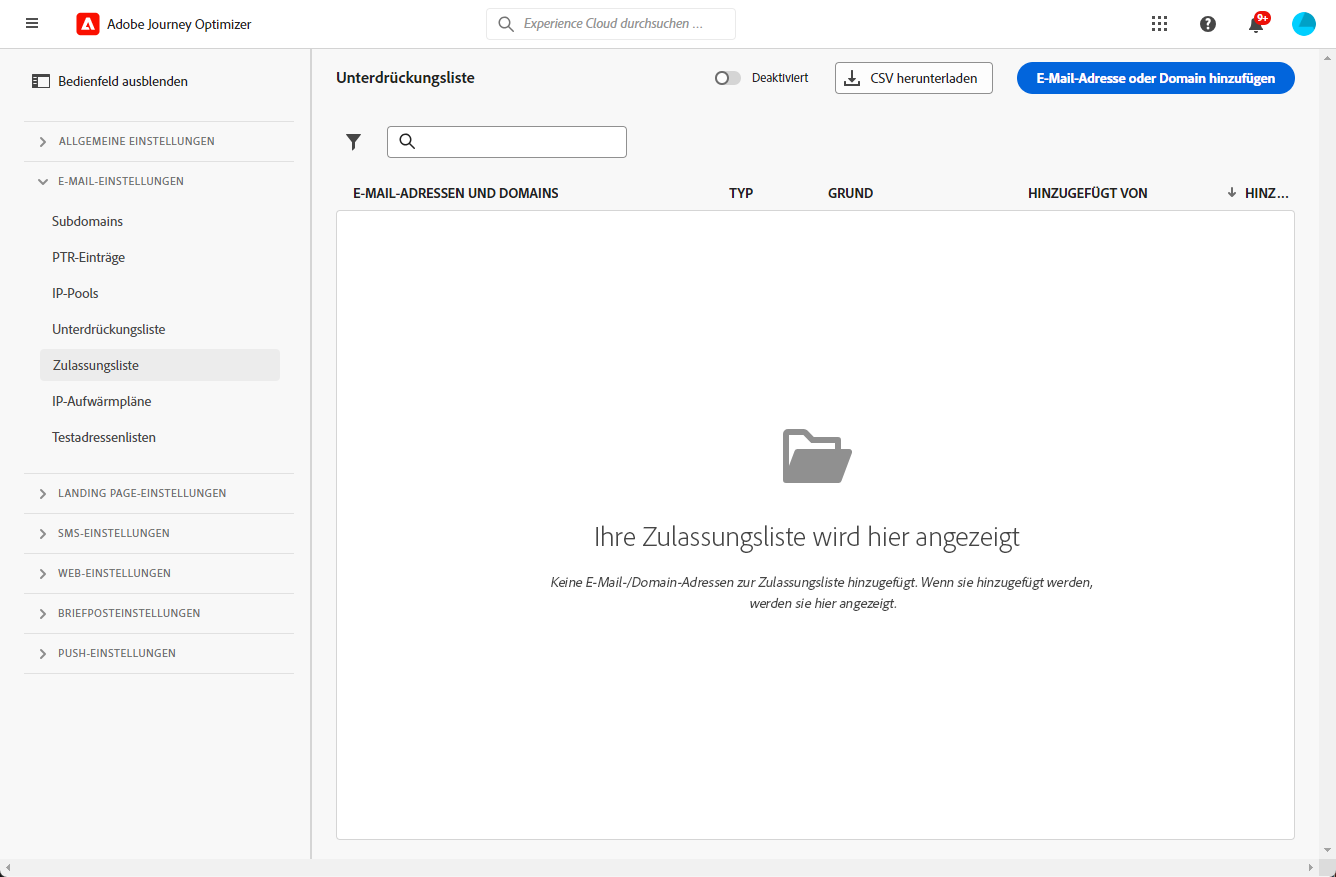 Adobe Journey Optimizer
Experience Cloud durchsuchen ...
9+
Bedienfeld ausblenden
ALLGEMEINE EINSTELLUNGEN
E-MAIL-EINSTELLUNGEN
Subdomains
PTR-Einträge
IP-Pools
Unterdrückungsliste
Zulassungsliste
IP-Aufwärmpläne
Testadressenlisten
LANDING PAGE-EINSTELLUNGEN
SMS-EINSTELLUNGEN
WEB-EINSTELLUNGEN
BRIEFPOSTEINSTELLUNGEN
PUSH-EINSTELLUNGEN
Unterdrückungsliste
Deaktiviert
CSV herunterladen
E-Mail-Adresse oder Domain hinzufügen
E-MAIL-ADRESSEN UND DOMAINS TYP GRUND HINZUGEFÜGT VON HINZ...
Ihre Zulassungsliste wird hier angezeigt
Keine E-Mail-/Domain-Adressen zur Zulassungsliste hinzugefügt. Wenn sie hinzugefügt werden,
werden sie hier angezeigt.